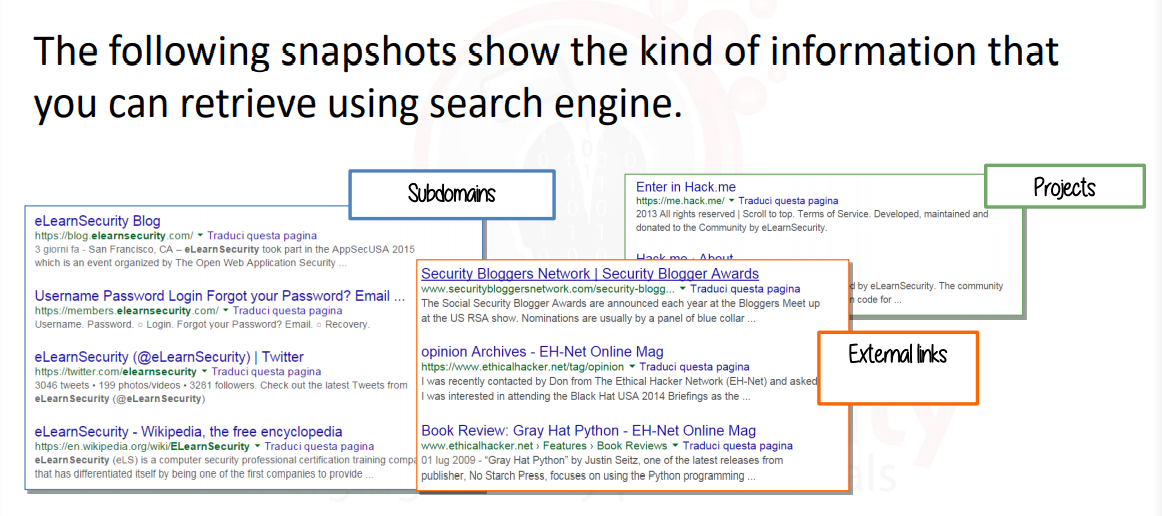 The following snapshots show the kind of information that
you can retrieve using search engine.
Subdomains
eLearnSecurity Blog
https://blog.elearnsecurity.com/ ▼ Traduci questa pagina
3 giorni fa - San Francisco, CA – eLearnSecurity took part in the AppSecUSA 2015
which is an event organized by The Open Web Application Security ...
Username Password Login Forgot your Password? Email ...
https://members.elearnsecurity.com/ ▼ Traduci questa pagina
Username. Password. ○ Login. Forgot your Password? Email. ○ Recovery.
eLearnSecurity (@eLearnSecurity) | Twitter
https://twitter.com/elearnsecurity ▼ Traduci questa pagina
3046 tweets • 199 photos/videos • 3281 followers. Check out the latest Tweets from
eLearnSecurity (@eLearnSecurity)
eLearnSecurity - Wikipedia, the free encyclopedia
https://en.wikipedia.org/wiki/ELearnSecurity ▼ Traduci questa pagina
eLearnSecurity (eLS) is a computer security professional certification training compa
that has differentiated itself by being one of the first companies to provide ...
Projects
Enter in Hack.me
https://me.hack.me/ ▼ Traduci questa pagina
2013 All rights reserved | Scroll to top. Terms of Service. Developed, maintained and
donated to the Community by eLearnSecurity.
Hack.me · About
d by eLearnSecurity. The community
n code for ...
External links
Security Bloggers Network | Security Blogger Awards
www.securitybloggersnetwork.com/security-blogg... ▼ Traduci questa pagina
The Social Security Blogger Awards are announced each year at the Bloggers Meet up
at the US RSA show. Nominations are usually by a panel of blue collar ...
opinion Archives - EH-Net Online Mag
https://www.ethicalhacker.net/tag/opinion ▼ Traduci questa pagina
I was recently contacted by Don from The Ethical Hacker Network (EH-Net) and asked
I was interested in attending the Black Hat USA 2014 Briefings as the ...
Book Review: Gray Hat Python - EH-Net Online Mag
www.ethicalhacker.net › Features › Book Reviews ▼ Traduci questa pagina
01 lug 2009 - “Gray Hat Python” by Justin Seitz, one of the latest releases from
publisher, No Starch Press, focuses on using the Python programming ...